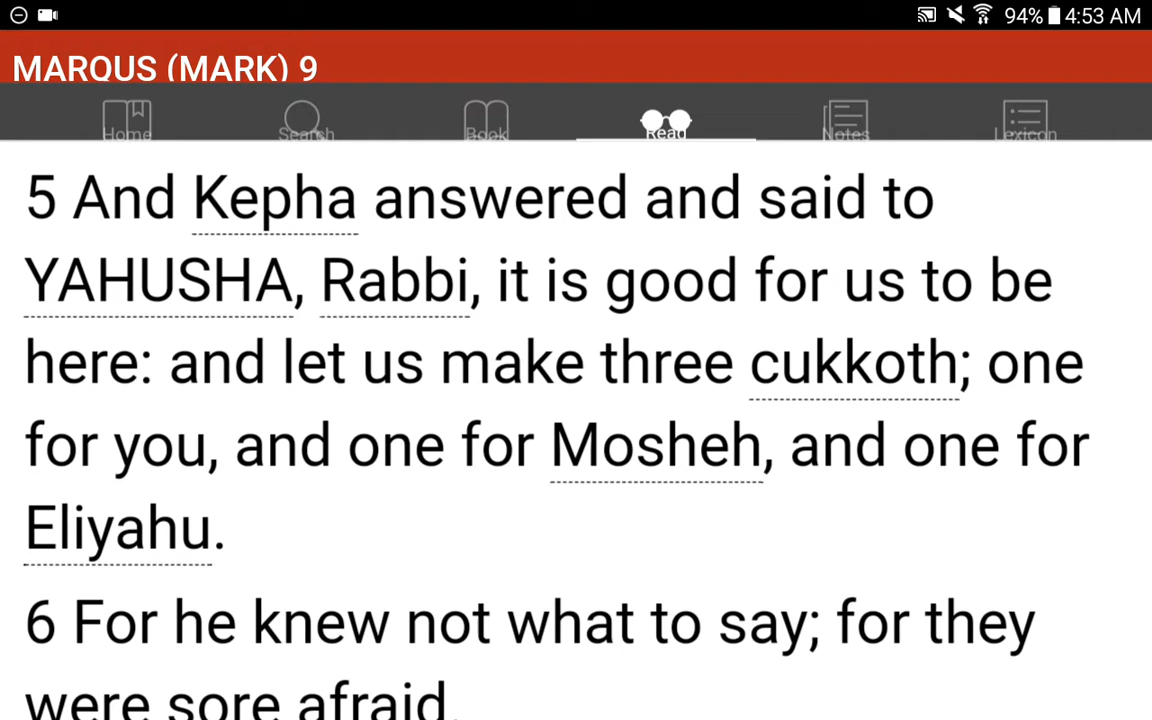 94% 4:53 AM
MARQUS (MARK) 9
Home Search Book Read Notes Lexicon
5 And Kepha answered and said to
YAHUSHA, Rabbi, it is good for us to be
here: and let us make three cukkoth; one
for you, and one for Mosheh, and one for
Eliyahu.
6 For he knew not what to say; for they
were sore afraid.